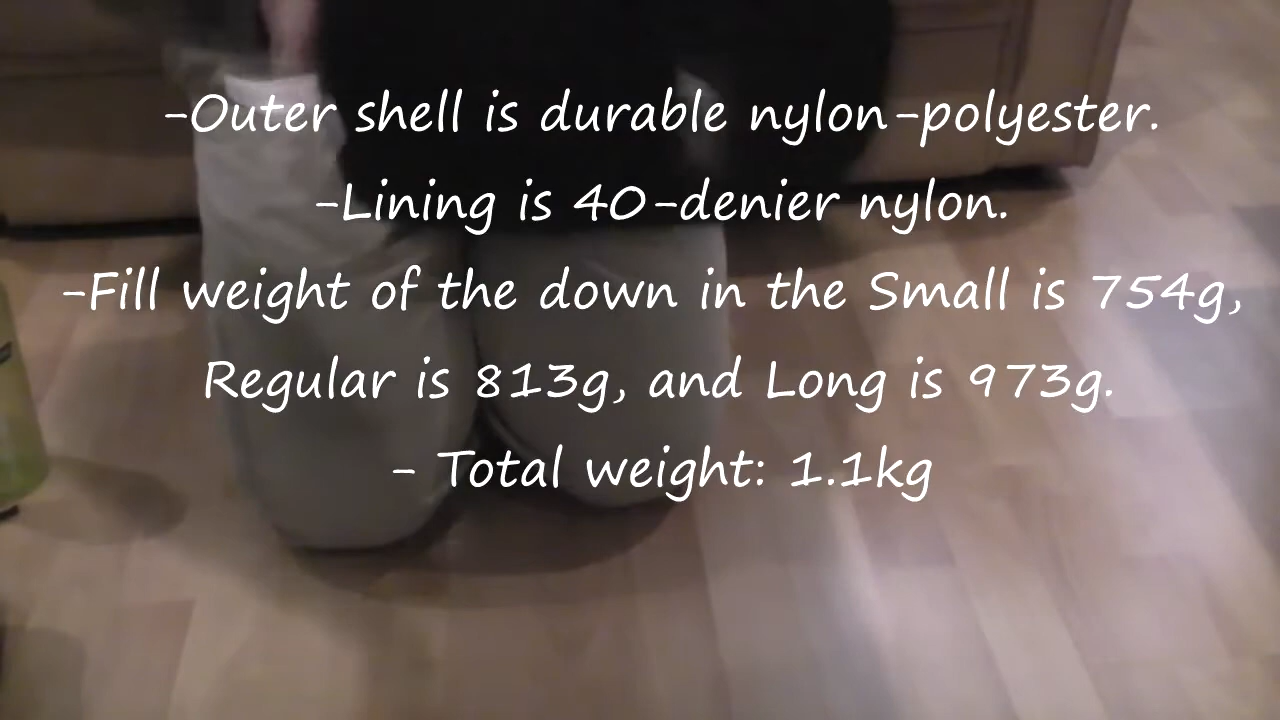 -Outer shell is durable nylon-polyester.
-Lining is 40-denier nylon.
-Fill weight of the down in the Small is 754g,
Regular is 813g, and Long is 973g.
- Total weight: 1.1kg